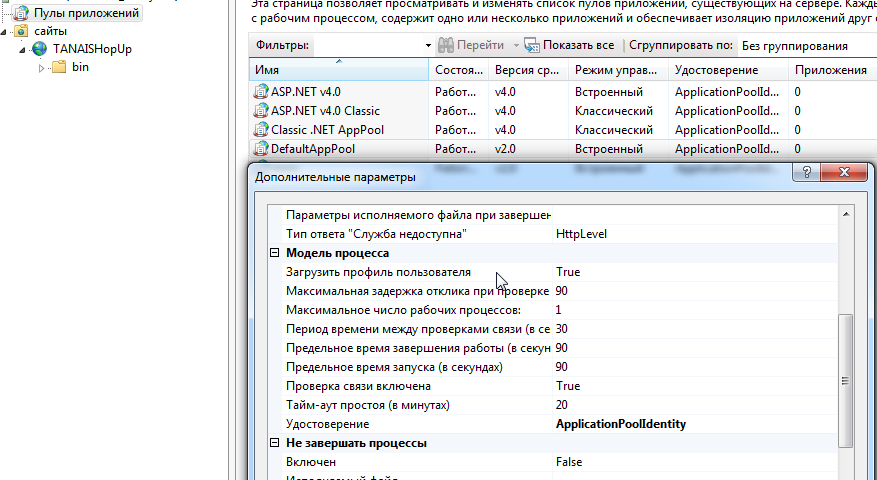 Пулы приложений
сайты
TANAISHopUp
bin
Эта страница позволяет просматривать и изменять список пулов приложений, существующих на сервере. Кажды
с рабочим процессом, содержит одно или несколько приложений и обеспечивает изоляцию приложений друг о
Фильтры: Перейти Показать все Сгруппировать по: Без группирования
Имя Состоя... Версия ср... Режим управ... Удостоверение Приложения
ASP.NET v4.0 Работ... v4.0 Встроенный ApplicationPoolId... 0
ASP.NET v4.0 Classic Работ... v4.0 Классический ApplicationPoolId... 0
Classic .NET AppPool Работ... v4.0 Классический ApplicationPoolId... 0
DefaultAppPool Работ... v2.0 Встроенный ApplicationPoolId... 0
Дополнительные параметры
Параметры исполняемого файла при завершен
Тип ответа "Служба недоступна" HttpLevel
Модель процесса
Загрузить профиль пользователя True
Максимальная задержка отклика при проверке 90
Максимальное число рабочих процессов: 1
Период времени между проверками связи (в се 30
Предельное время завершения работы (в секун 90
Предельное время запуска (в секундах) 90
Проверка связи включена True
Тайм-аут простоя (в минутах) 20
Удостоверение ApplicationPoolIdentity
Не завершать процессы
Включен False